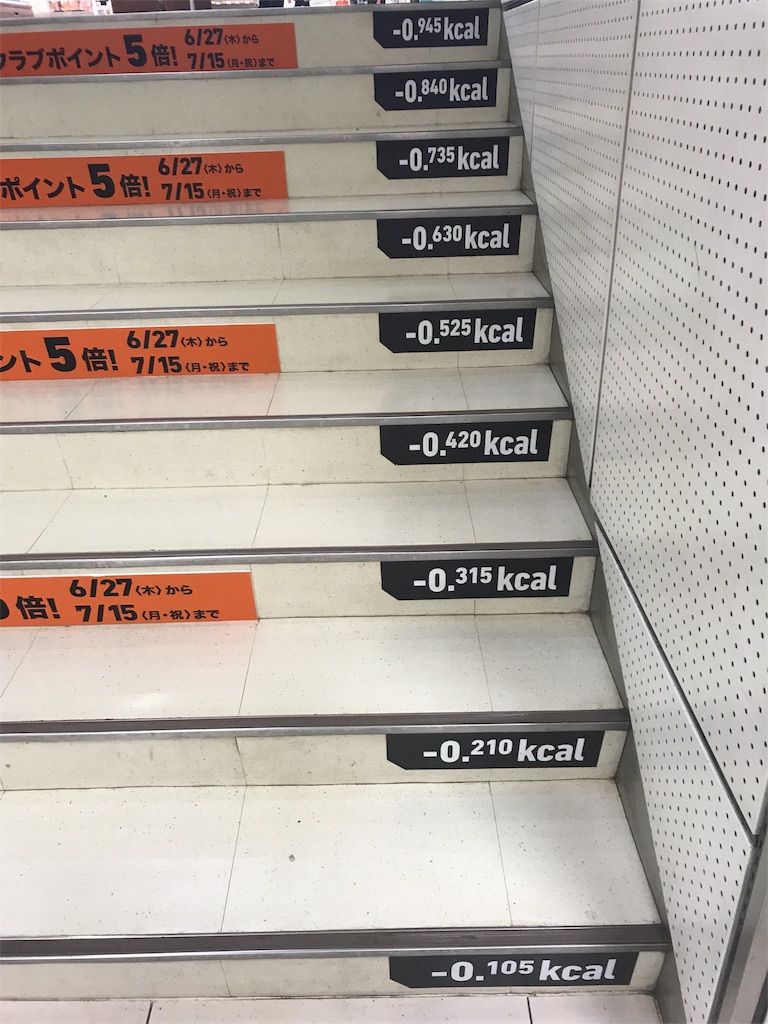 クラブポイント5倍! 6/27〈木〉から
7/15〈月・祝〉まで
-0.945kcal
-0.840kcal
ポイント5倍! 6/27〈木〉から
7/15〈月・祝〉まで
-0.735kcal
-0.630kcal
ント5倍! 6/27〈木〉から
7/15〈月・祝〉まで
-0.525kcal
-0.420kcal
倍! 6/27〈木〉から
7/15〈月・祝〉まで
-0.315kcal
-0.210kcal
-0.105kcal